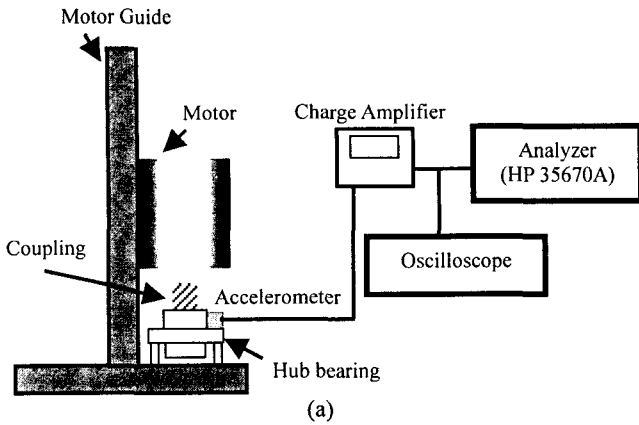 Motor Guide
Motor
Charge Amplifier
Analyzer
(HP 35670A)
Coupling
Oscilloscope
Accelerometer
Hub bearing
(a)